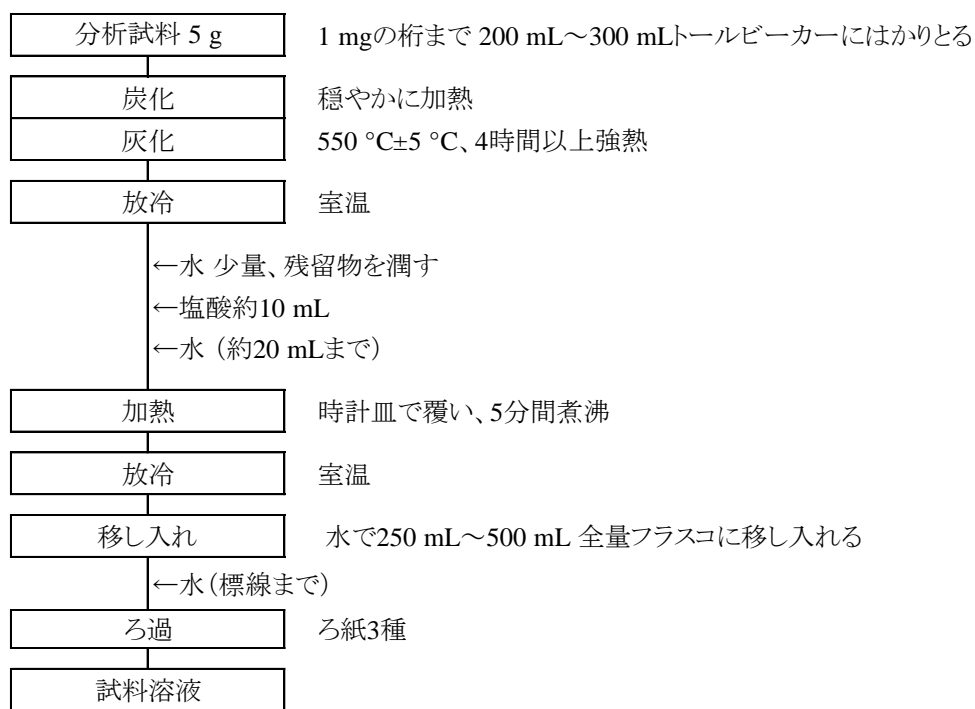 分析試料 5 g　1 mgの桁まで 200 mL～300 mLトールビーカーにはかりとる
炭化　穏やかに加熱
灰化　550 °C±5 °C、4時間以上強熱
放冷　室温
←水 少量、残留物を潤す
←塩酸約10 mL
←水（約20 mLまで）
加熱　時計皿で覆い、5分間煮沸
放冷　室温
移し入れ　水で250 mL～500 mL 全量フラスコに移し入れる
←水（標線まで）
ろ過　ろ紙3種
試料溶液